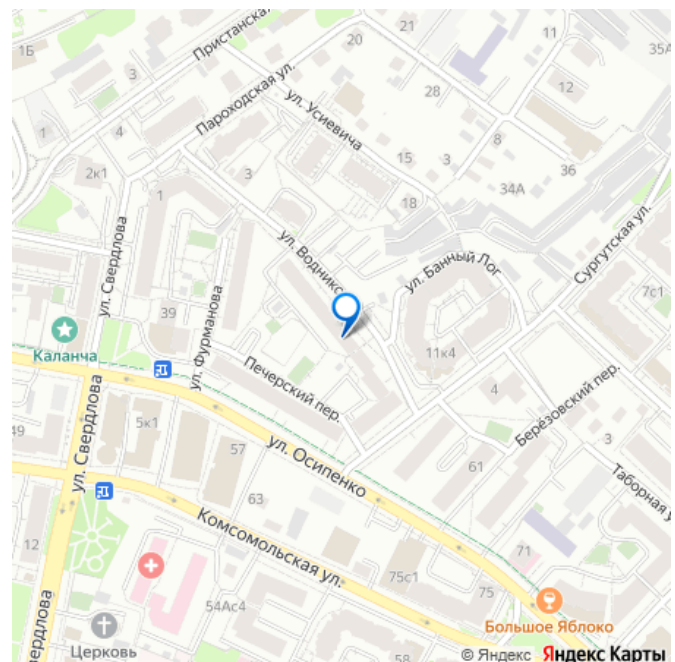 1Б
Пристанская
20
21
11
35А
3
Пароходская ул.
ул. Усиевича
28
12
1
4
15
3
8
2к1
3
34А
36
1
18
ул. Свердлова
ул. Водников
ул. Банный Лог
Сургутская ул.
7с1
39
ул. Фурманова
Каланча
11к4
Печерский пер.
4
Берёзовский пер.
49
5к1
57
ул. Осипенко
61
3
ул. Свердлова
63
Таборная у
Комсомольская ул.
71
12
75с1
75
54Ас4
Большое Яблоко
вердлова
Церковь
58
© Яндекс Яндекс Карты